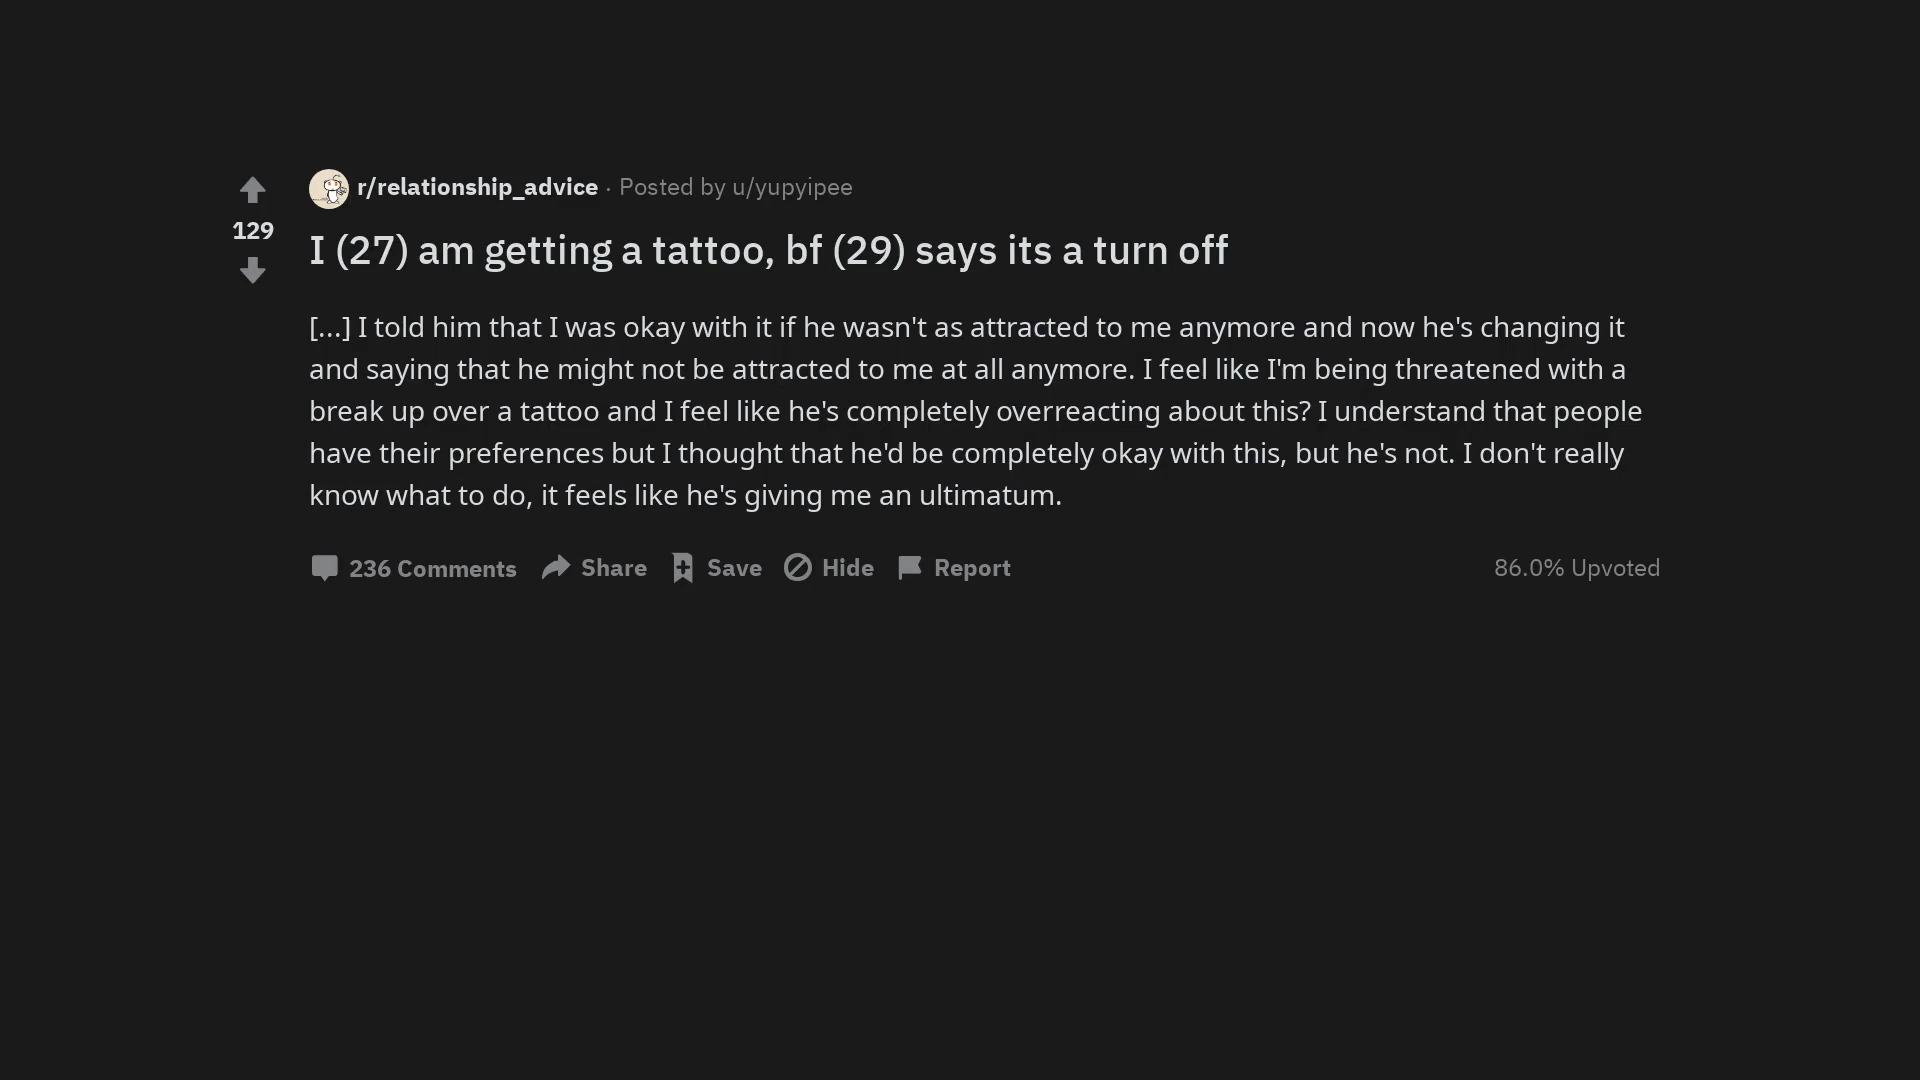 r/relationship_advice · Posted by u/yupyipee
129
I (27) am getting a tattoo, bf (29) says its a turn off
[...] I told him that I was okay with it if he wasn't as attracted to me anymore and now he's changing it
and saying that he might not be attracted to me at all anymore. I feel like I'm being threatened with a
break up over a tattoo and I feel like he's completely overreacting about this? I understand that people
have their preferences but I thought that he'd be completely okay with this, but he's not. I don't really
know what to do, it feels like he's giving me an ultimatum.
236 Comments Share Save Hide Report 86.0% Upvoted